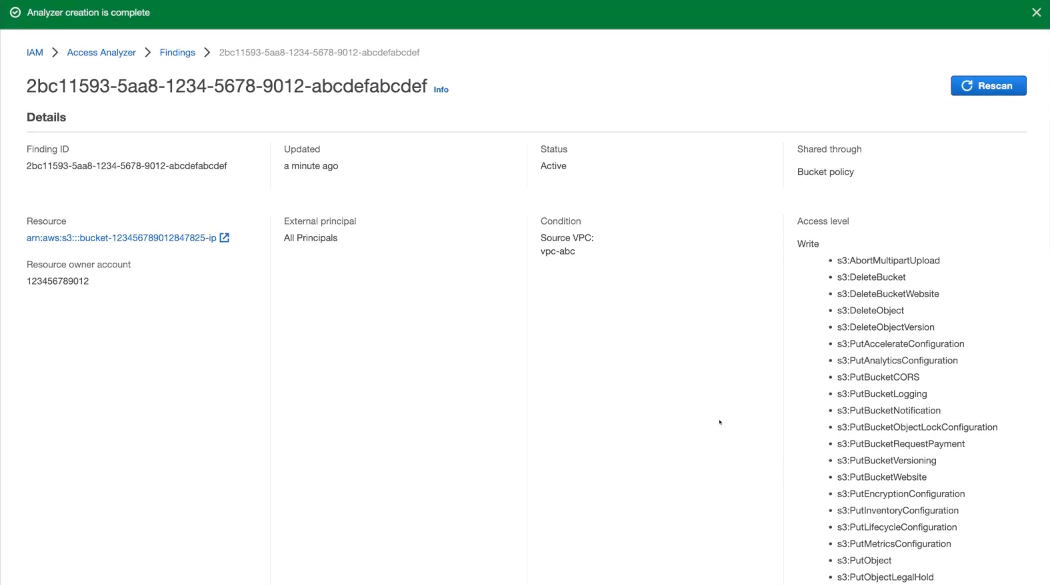 Analyzer creation is complete
IAM > Access Analyzer > Findings > 2bc11593-5aa8-1234-5678-9012-abcdefabcdef
2bc11593-5aa8-1234-5678-9012-abcdefabcdef Info
Rescan
Details
Finding ID
2bc11593-5aa8-1234-5678-9012-abcdefabcdef
Updated
a minute ago
Status
Active
Shared through
Bucket policy
Resource
arn:aws:s3:::bucket-123456789012847825-ip
Resource owner account
123456789012
External principal
All Principals
Condition
Source VPC:
vpc-abc
Access level
Write
• s3:AbortMultipartUpload
• s3:DeleteBucket
• s3:DeleteBucketWebsite
• s3:DeleteObject
• s3:DeleteObjectVersion
• s3:PutAccelerateConfiguration
• s3:PutAnalyticsConfiguration
• s3:PutBucketCORS
• s3:PutBucketLogging
• s3:PutBucketNotification
• s3:PutBucketObjectLockConfiguration
• s3:PutBucketRequestPayment
• s3:PutBucketVersioning
• s3:PutBucketWebsite
• s3:PutEncryptionConfiguration
• s3:PutInventoryConfiguration
• s3:PutLifecycleConfiguration
• s3:PutMetricsConfiguration
• s3:PutObject
• s3:PutObjectLegalHold